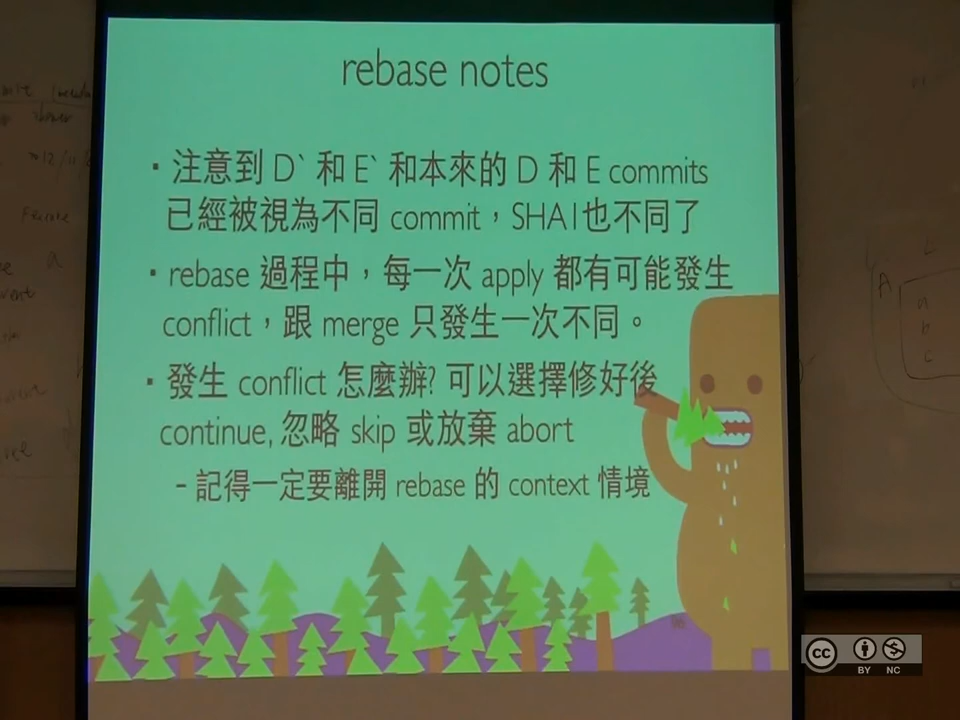 rebase notes
▪ 注意到 D` 和 E` 和本來的 D 和 E commits
已經被視為不同 commit，SHA1也不同了
▪ rebase 過程中，每一次 apply 都有可能發生
conflict，跟 merge 只發生一次不同。
▪ 發生 conflict 怎麼辦? 可以選擇修好後
continue, 忽略 skip 或放棄 abort
- 記得一定要離開 rebase 的 context 情境
A
a
b
c
cc
BY NC